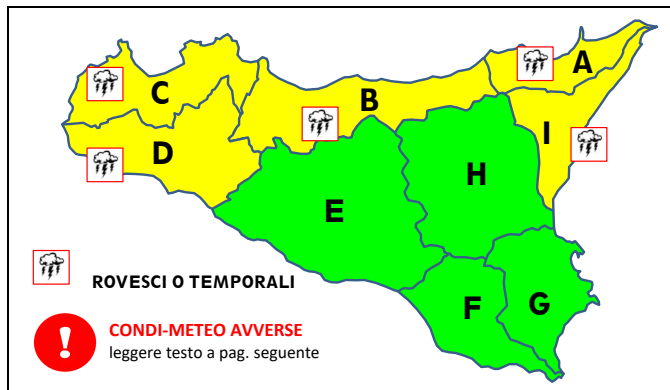 A
C
B
I
D
H
E
F
G
ROVESCI O TEMPORALI
CONDI-METEO AVVERSE
leggere testo a pag. seguente